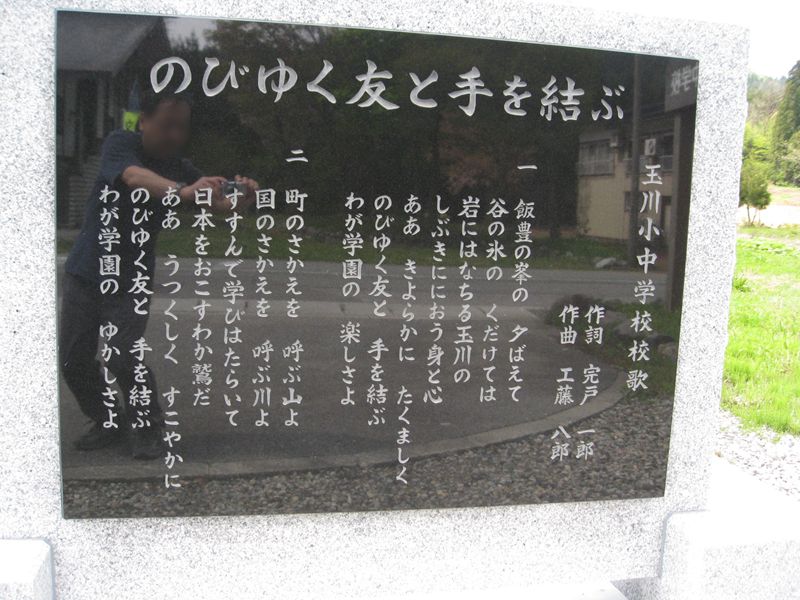 のびゆく友と手を結ぶ
玉川小中学校校歌
作詞 宍戸 一郎
作曲 工藤 八郎
一 飯豊の峯の 夕ばえて
谷の氷の くだけては
岩にはなちる玉川の
しぶきににおう身と心
ああ きよらかに たくましく
のびゆく友と 手を結ぶ
わが学園の 楽しさよ
二 町のさかえを 呼ぶ山よ
国のさかえを 呼ぶ川よ
すすんで学びはたらいて
日本をおこすわか鷲だ
ああ うつくしく すこやかに
のびゆく友と 手を結ぶ
わが学園の ゆかしさよ